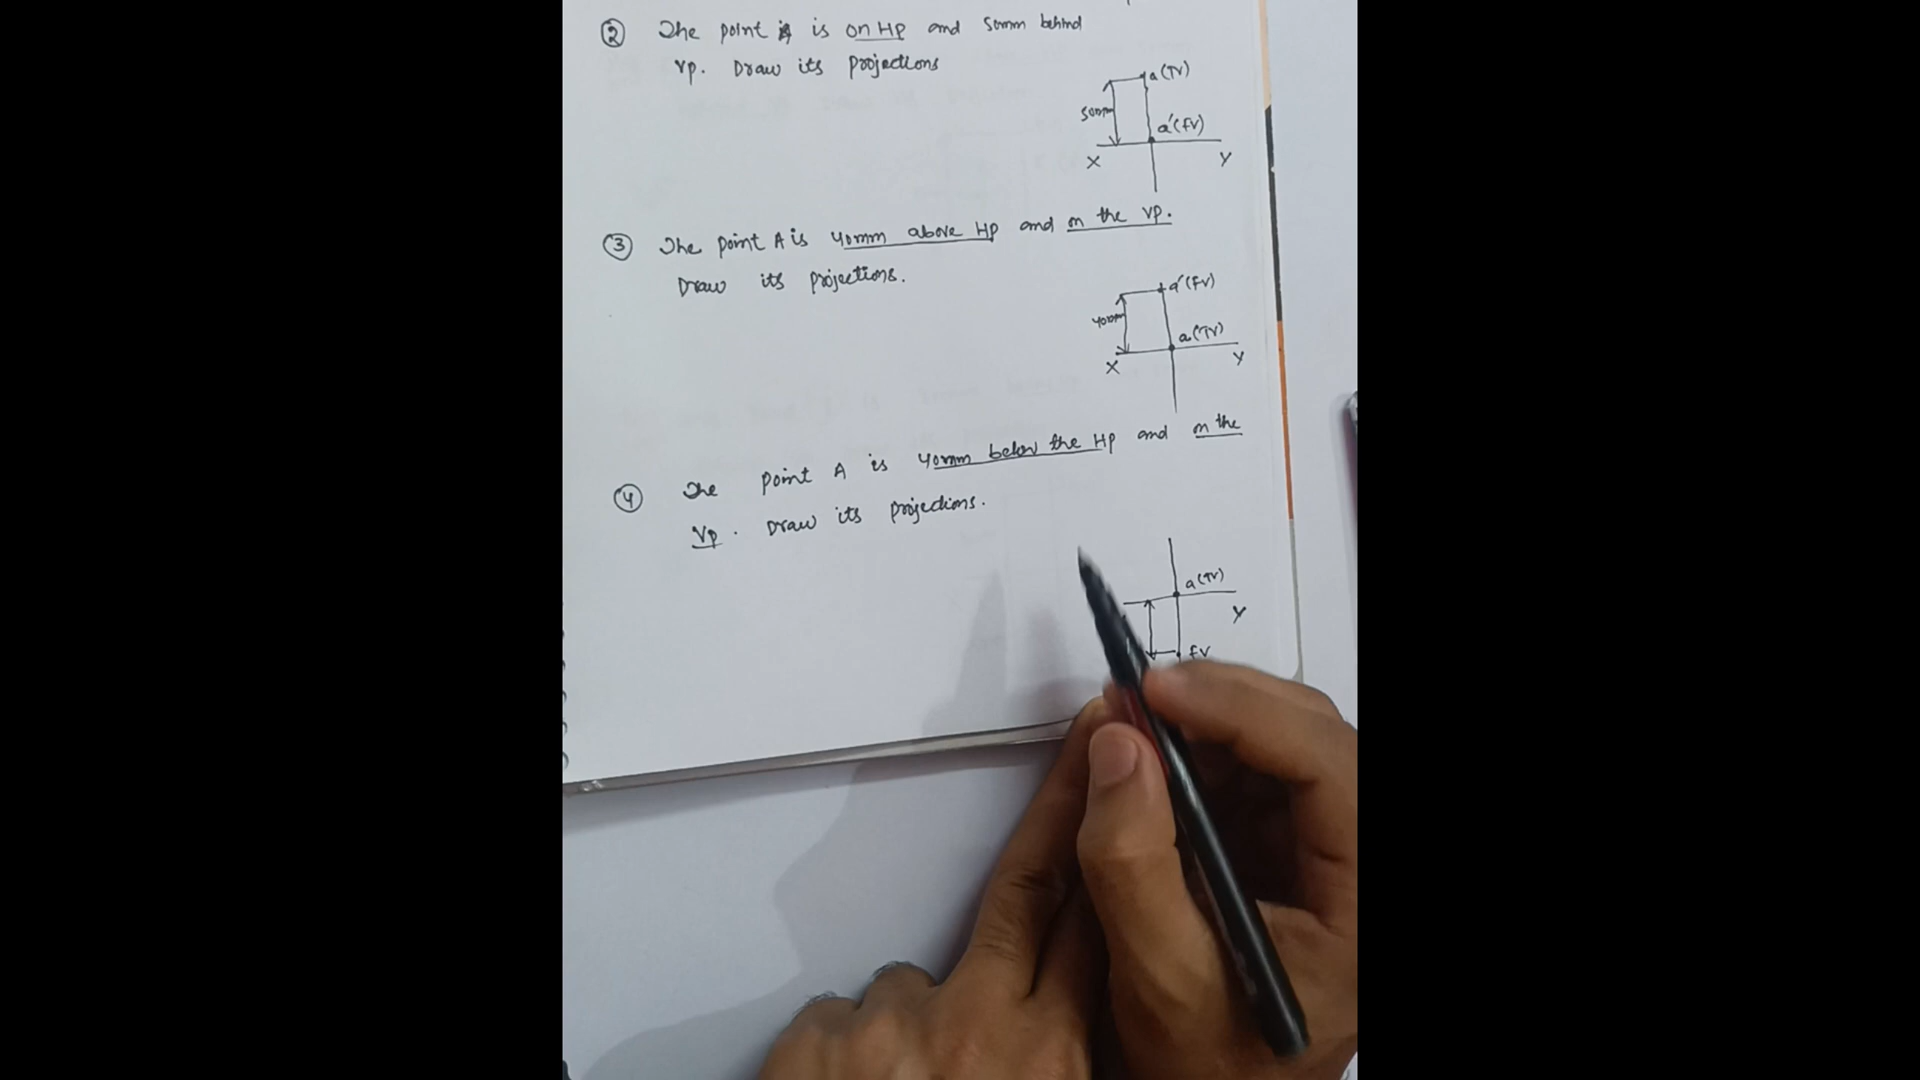 ② The point A is on Hp and 50mm behind
Vp. Draw its projections
a(TV)
50mm
a'(FV)
X Y
③ The point A is 40mm above Hp and on the Vp.
Draw its projections.
a'(FV)
40mm
a(TV)
X Y
④ The point A is 40mm below the Hp and on the
Vp. Draw its projections.
a(TV)
Y
FV